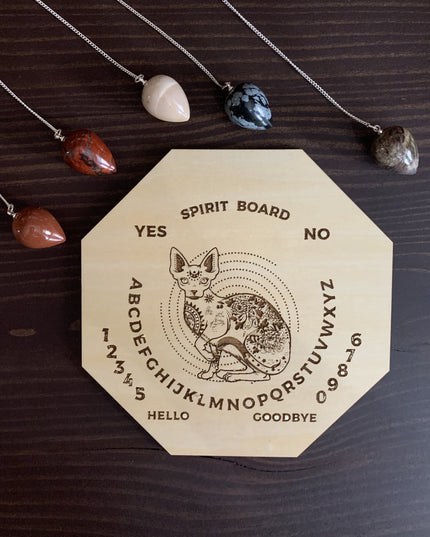 SPIRIT BOARD
YES
NO
ABCDEFGHIJKLMNOPQRSTUVWXYZ
12345
67890
HELLO
GOODBYE